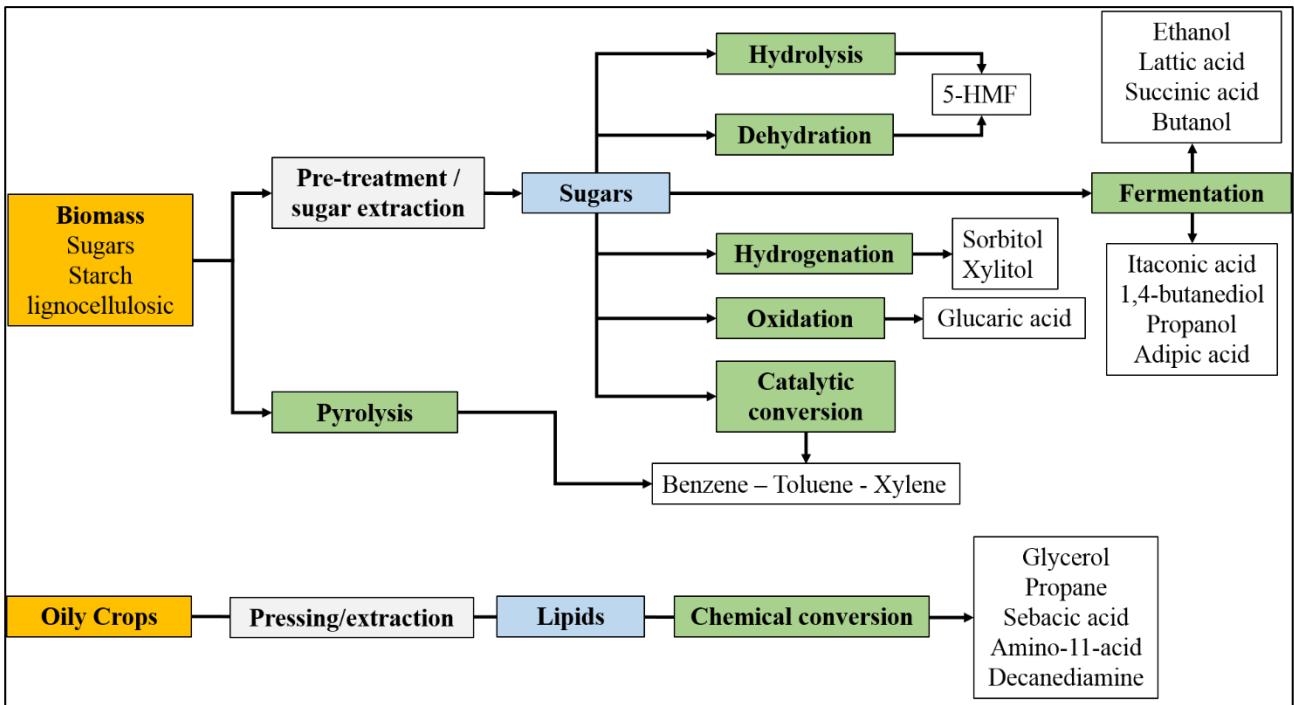 Biomass
Sugars
Starch
lignocellulosic
Pre-treatment /
sugar extraction
Pyrolysis
Sugars
Hydrolysis
Dehydration
5-HMF
Hydrogenation
Sorbitol
Xylitol
Oxidation
Glucaric acid
Catalytic
conversion
Benzene – Toluene - Xylene
Ethanol
Lattic acid
Succinic acid
Butanol
Fermentation
Itaconic acid
1,4-butanediol
Propanol
Adipic acid
Oily Crops
Pressing/extraction
Lipids
Chemical conversion
Glycerol
Propane
Sebacic acid
Amino-11-acid
Decanediamine